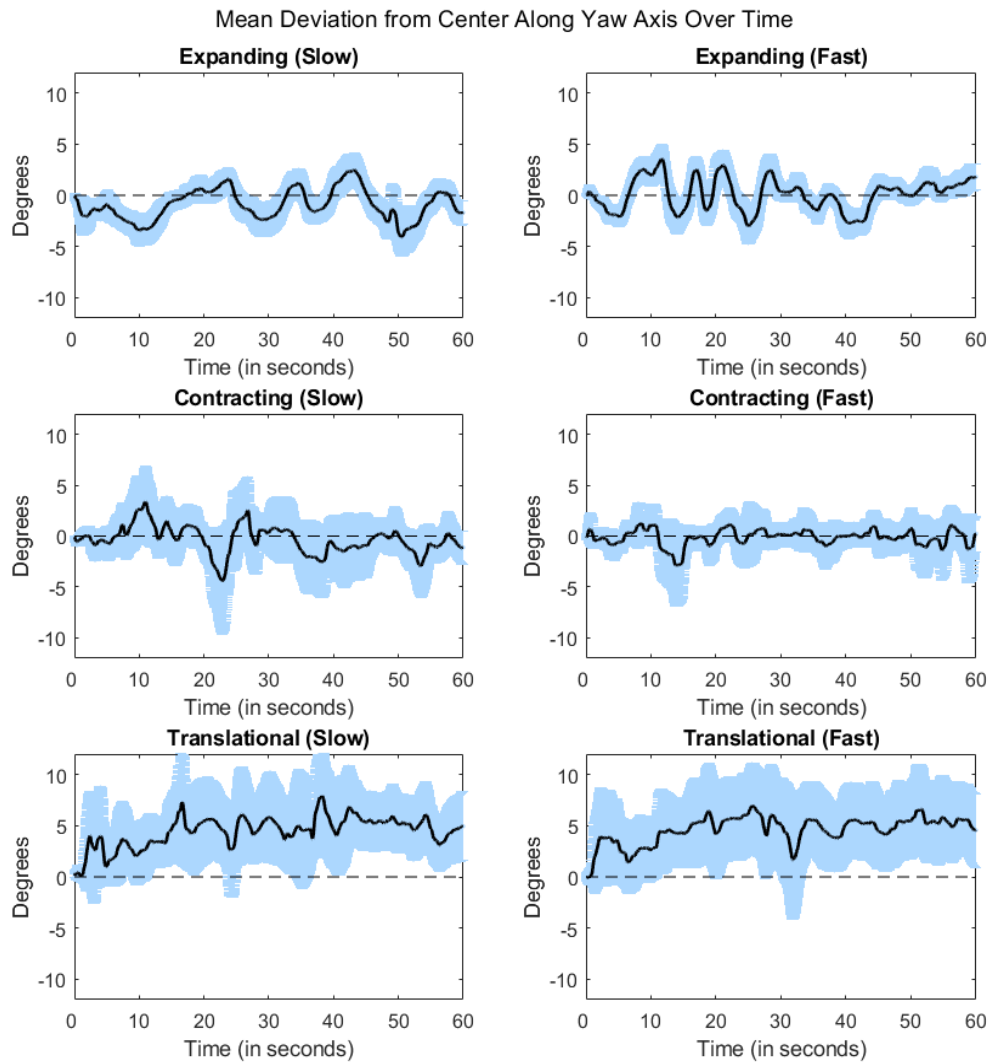 Mean Deviation from Center Along Yaw Axis Over Time
Expanding (Slow)
10
5
0
-5
-10
Degrees
0 10 20 30 40 50 60
Time (in seconds)
Expanding (Fast)
10
5
0
-5
-10
Degrees
0 10 20 30 40 50 60
Time (in seconds)
Contracting (Slow)
10
5
0
-5
-10
Degrees
0 10 20 30 40 50 60
Time (in seconds)
Contracting (Fast)
10
5
0
-5
-10
Degrees
0 10 20 30 40 50 60
Time (in seconds)
Translational (Slow)
10
5
0
-5
-10
Degrees
0 10 20 30 40 50 60
Time (in seconds)
Translational (Fast)
10
5
0
-5
-10
Degrees
0 10 20 30 40 50 60
Time (in seconds)